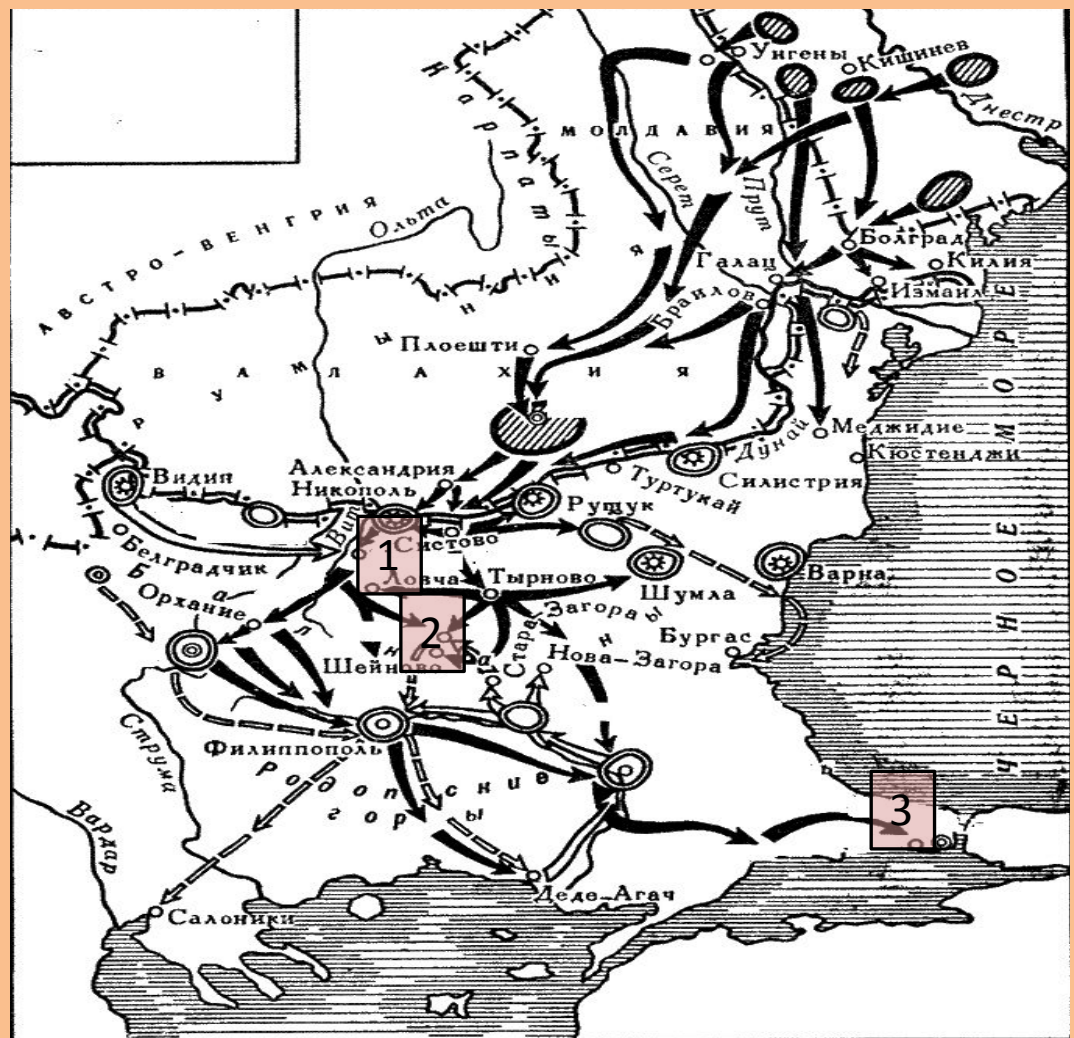 Унгены
Кишинев
Днестр
Карпаты
МОЛДАВИЯ
Серет
Прут
АВСТРО-ВЕНГРИЯ
Ольта
Болград
Галац
Килия
Измаил
Браилов
РУМЫНИЯ
Плоешти
ВАЛАХИЯ
ЧЕРНОЕ МОРЕ
Меджидие
Дунай
Кюстенджи
Александрия
Видин
Никополь
Туртукай
Силистрия
Рущук
Вит
Систово
1
Белградчик
Ловча
Тырново
Варна
Шумла
Орхание
2
Стара-Загора
Бургас
Шейново
Нова-Загора
Струма
Филиппополь
Родопские
горы
3
Вардар
Деде-Агач
Салоники